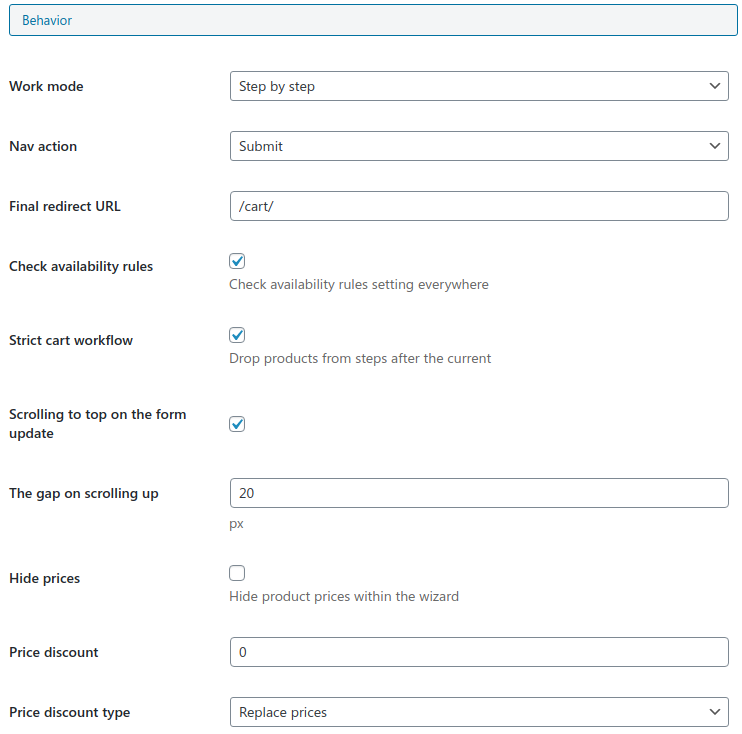 Behavior
Work mode
Step by step
Nav action
Submit
Final redirect URL
/cart/
Check availability rules
Check availability rules setting everywhere
Strict cart workflow
Drop products from steps after the current
Scrolling to top on the form
update
The gap on scrolling up
20
px
Hide prices
Hide product prices within the wizard
Price discount
0
Price discount type
Replace prices